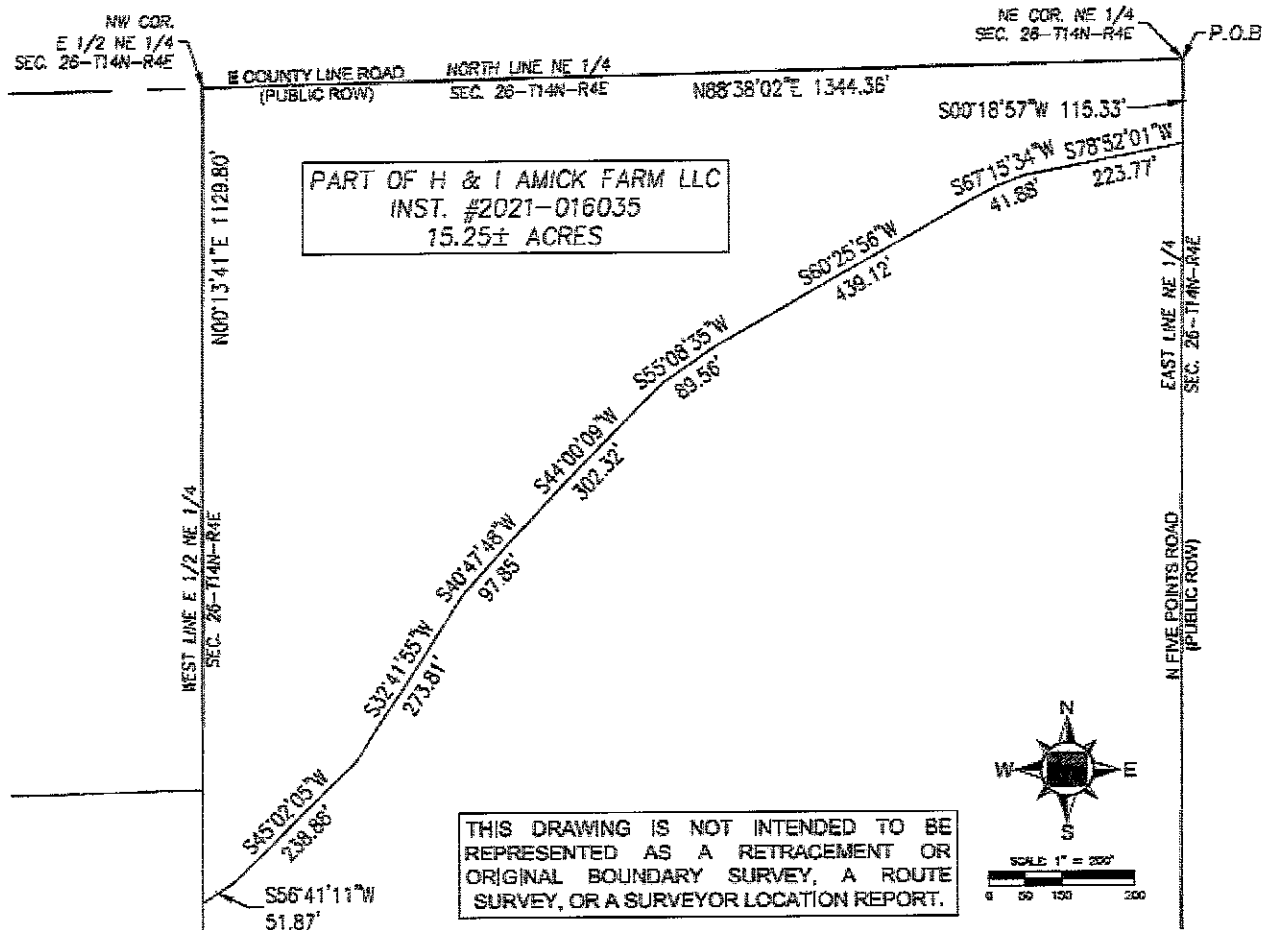 NW COR.
E 1/2 NE 1/4
SEC. 26-T14N-R4E
NE COR. NE 1/4
SEC. 26-T14N-R4E
P.O.B
E COUNTY LINE ROAD
(PUBLIC ROW)
NORTH LINE NE 1/4
SEC. 26-T14N-R4E
N88°38'02"E 1344.36'
S00°18'57"W 115.33'
N00°13'41"E 1129.80'
PART OF H & I AMICK FARM LLC
INST. #2021-016035
15.25± ACRES
S78°52'01"W
223.77'
S67°15'34"W
41.88'
S60°25'56"W
439.12'
S55°08'35"W
89.56'
S44°00'09"W
302.32'
S40°47'48"W
97.85'
S32°41'55"W
273.81'
S45°02'05"W
238.88'
S56°41'11"W
51.87'
WEST LINE E 1/2 NE 1/4
SEC. 26-T14N-R4E
EAST LINE NE 1/4
SEC. 26-T14N-R4E
N FIVE POINTS ROAD
(PUBLIC ROW)
N
W
E
S
SCALE: 1" = 200'
0 50 100 200
THIS DRAWING IS NOT INTENDED TO BE
REPRESENTED AS A RETRACEMENT OR
ORIGINAL BOUNDARY SURVEY, A ROUTE
SURVEY, OR A SURVEYOR LOCATION REPORT.